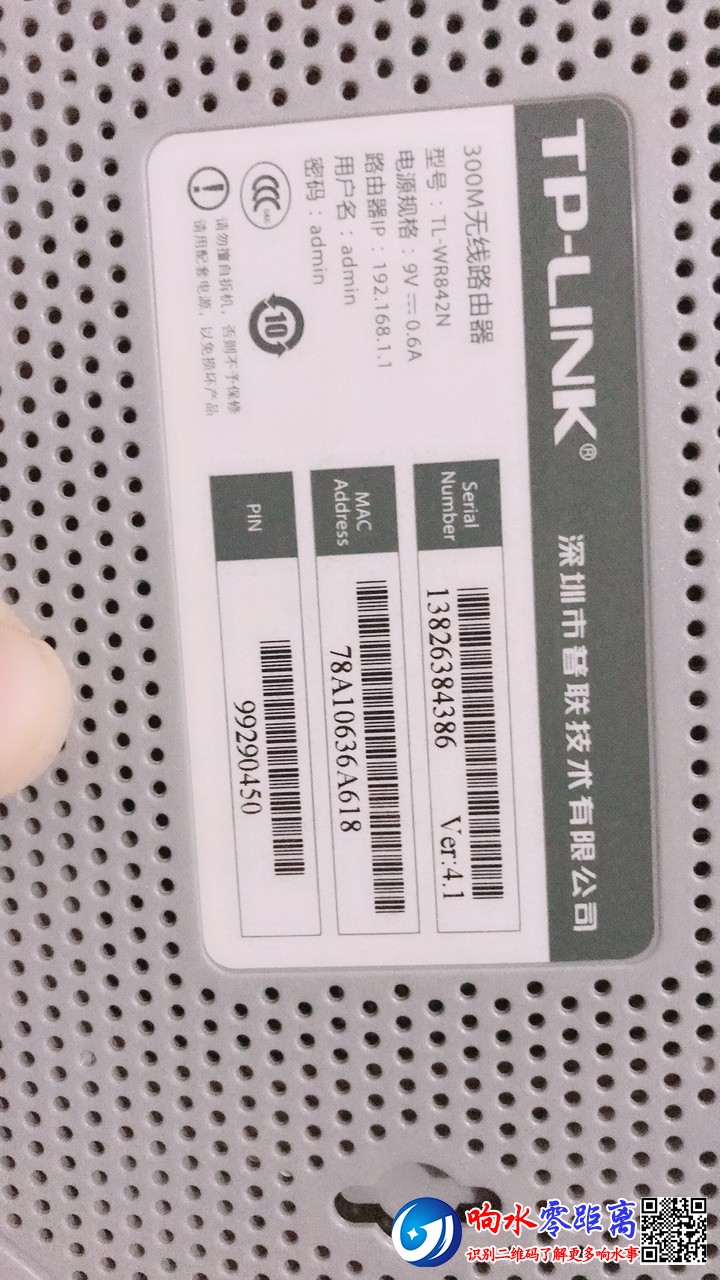 TP-LINK® 深圳市普联技术有限公司
300M无线路由器
型号：TL-WR842N
电源规格：9V⎓0.6A
路由器IP：192.168.1.1
用户名：admin
密码：admin
CCC
10
请勿擅自拆机，否则不予保修
请用配套电源，以免损坏产品
Serial Number
13826384386 Ver:4.1
MAC Address
78A10636A618
PIN
99290450
响水零距离
识别二维码了解更多响水事